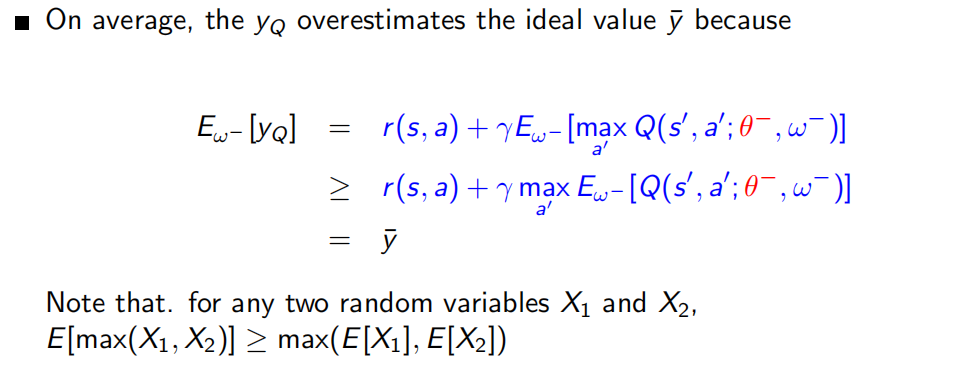 ■ On average, the y_Q overestimates the ideal value ȳ because
E_{ω⁻}[y_Q] = r(s, a) + γE_{ω⁻}[max_{a′} Q(s′, a′; θ⁻, ω⁻)]
≥ r(s, a) + γ max_{a′} E_{ω⁻}[Q(s′, a′; θ⁻, ω⁻)]
= ȳ
Note that. for any two random variables X₁ and X₂,
E[max(X₁, X₂)] ≥ max(E[X₁], E[X₂])